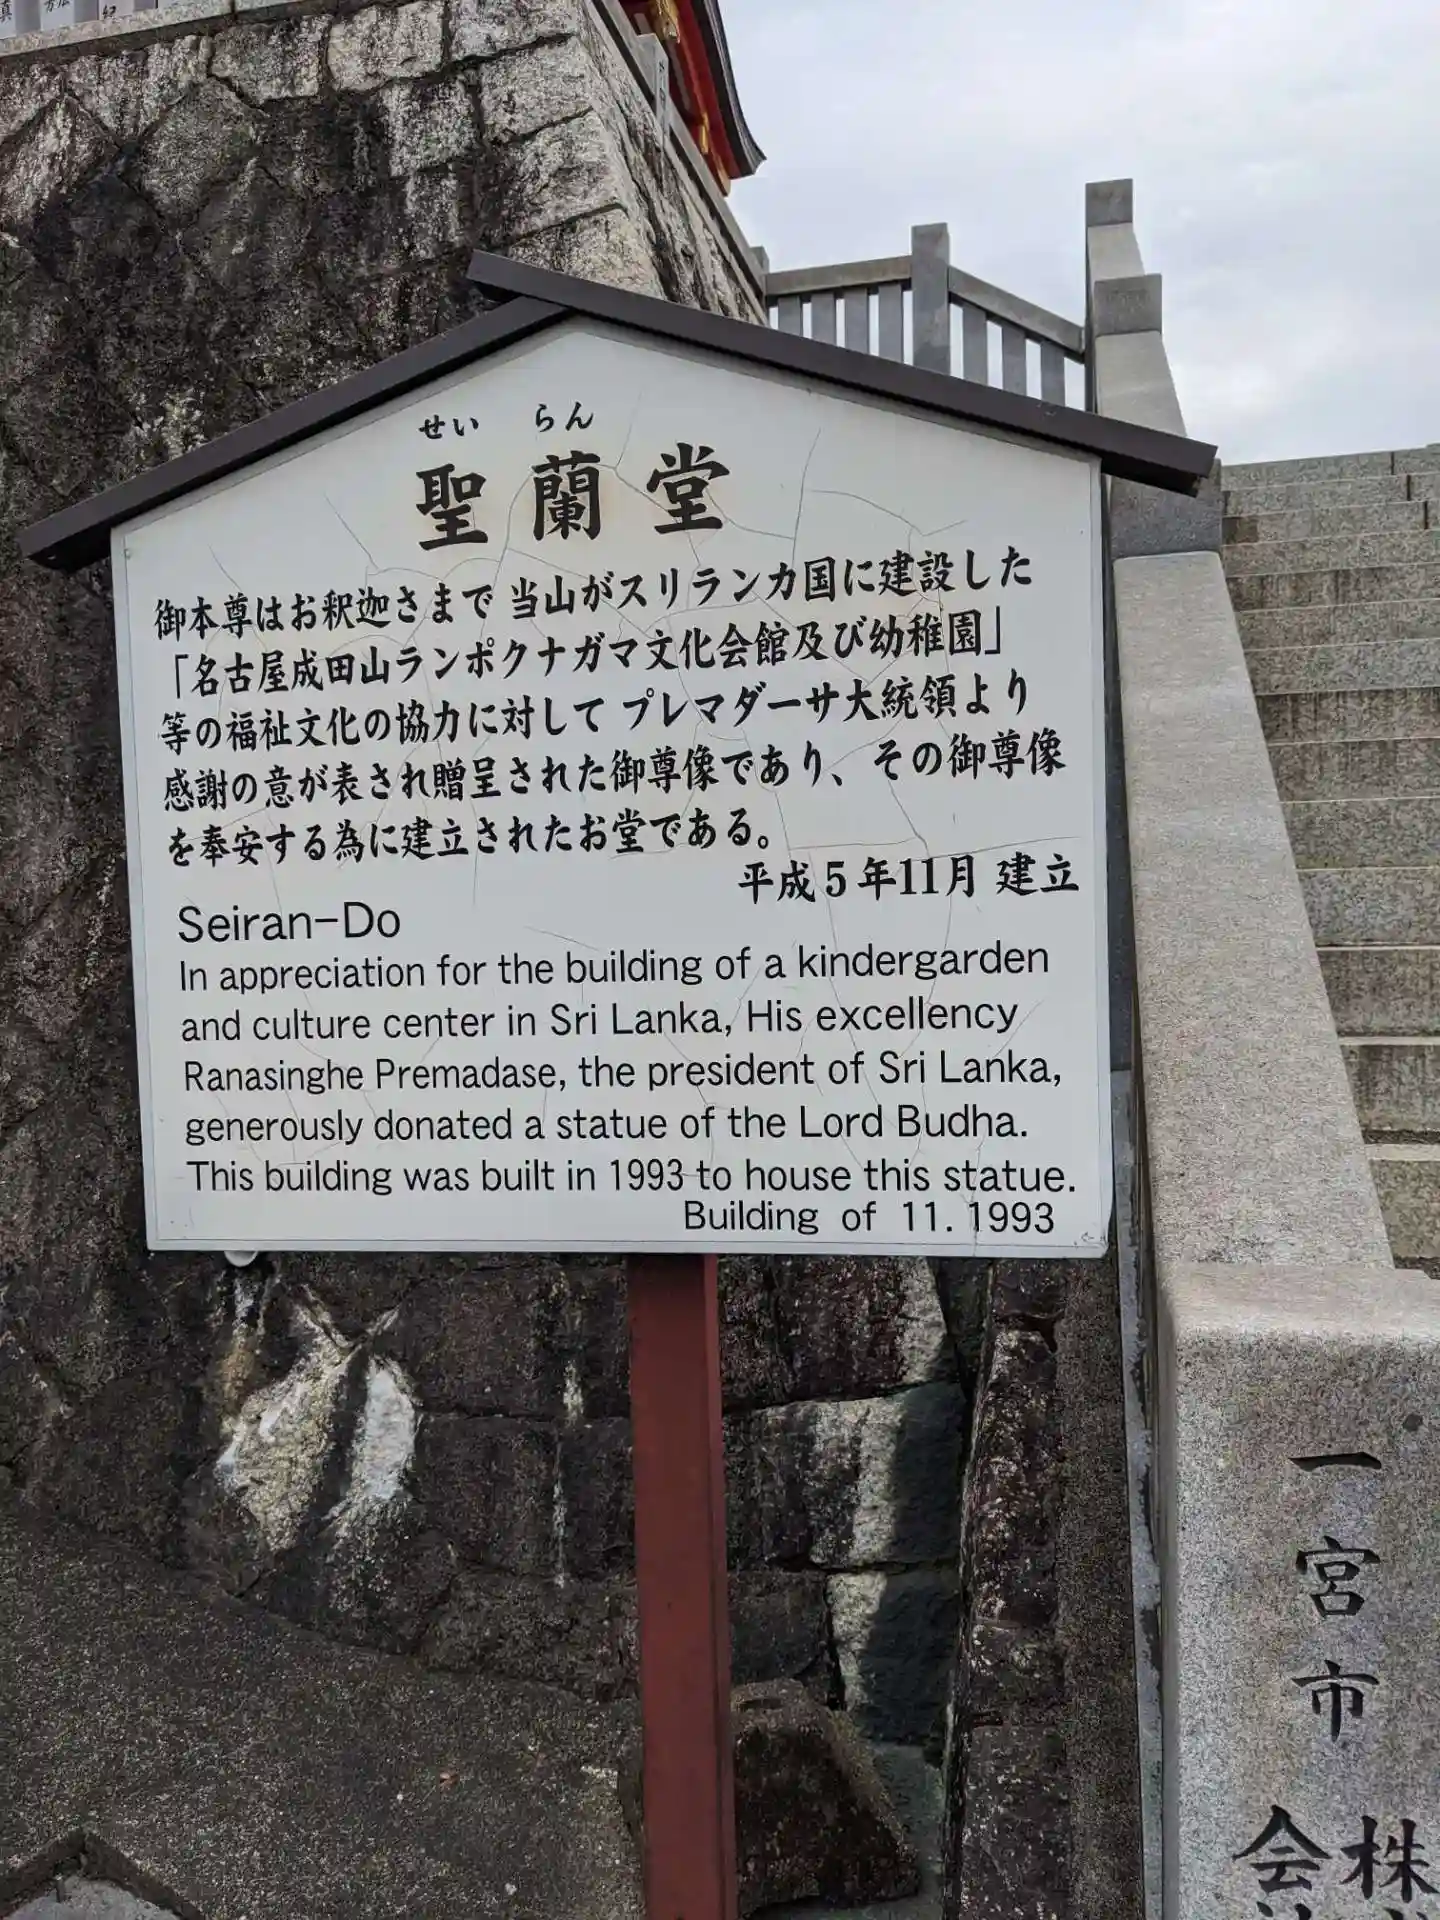 せい らん
聖蘭堂
御本尊はお釈迦さまで 当山がスリランカ国に建設した
「名古屋成田山ランポクナガマ文化会館及び幼稚園」
等の福祉文化の協力に対して プレマダーサ大統領より
感謝の意が表され贈呈された御尊像であり、その御尊像
を奉安する為に建立されたお堂である。
平成5年11月 建立
Seiran-Do
In appreciation for the building of a kindergarden
and culture center in Sri Lanka, His excellency
Ranasinghe Premadase, the president of Sri Lanka,
generously donated a statue of the Lord Budha.
This building was built in 1993 to house this statue.
Building of 11. 1993
一宮市
株
会